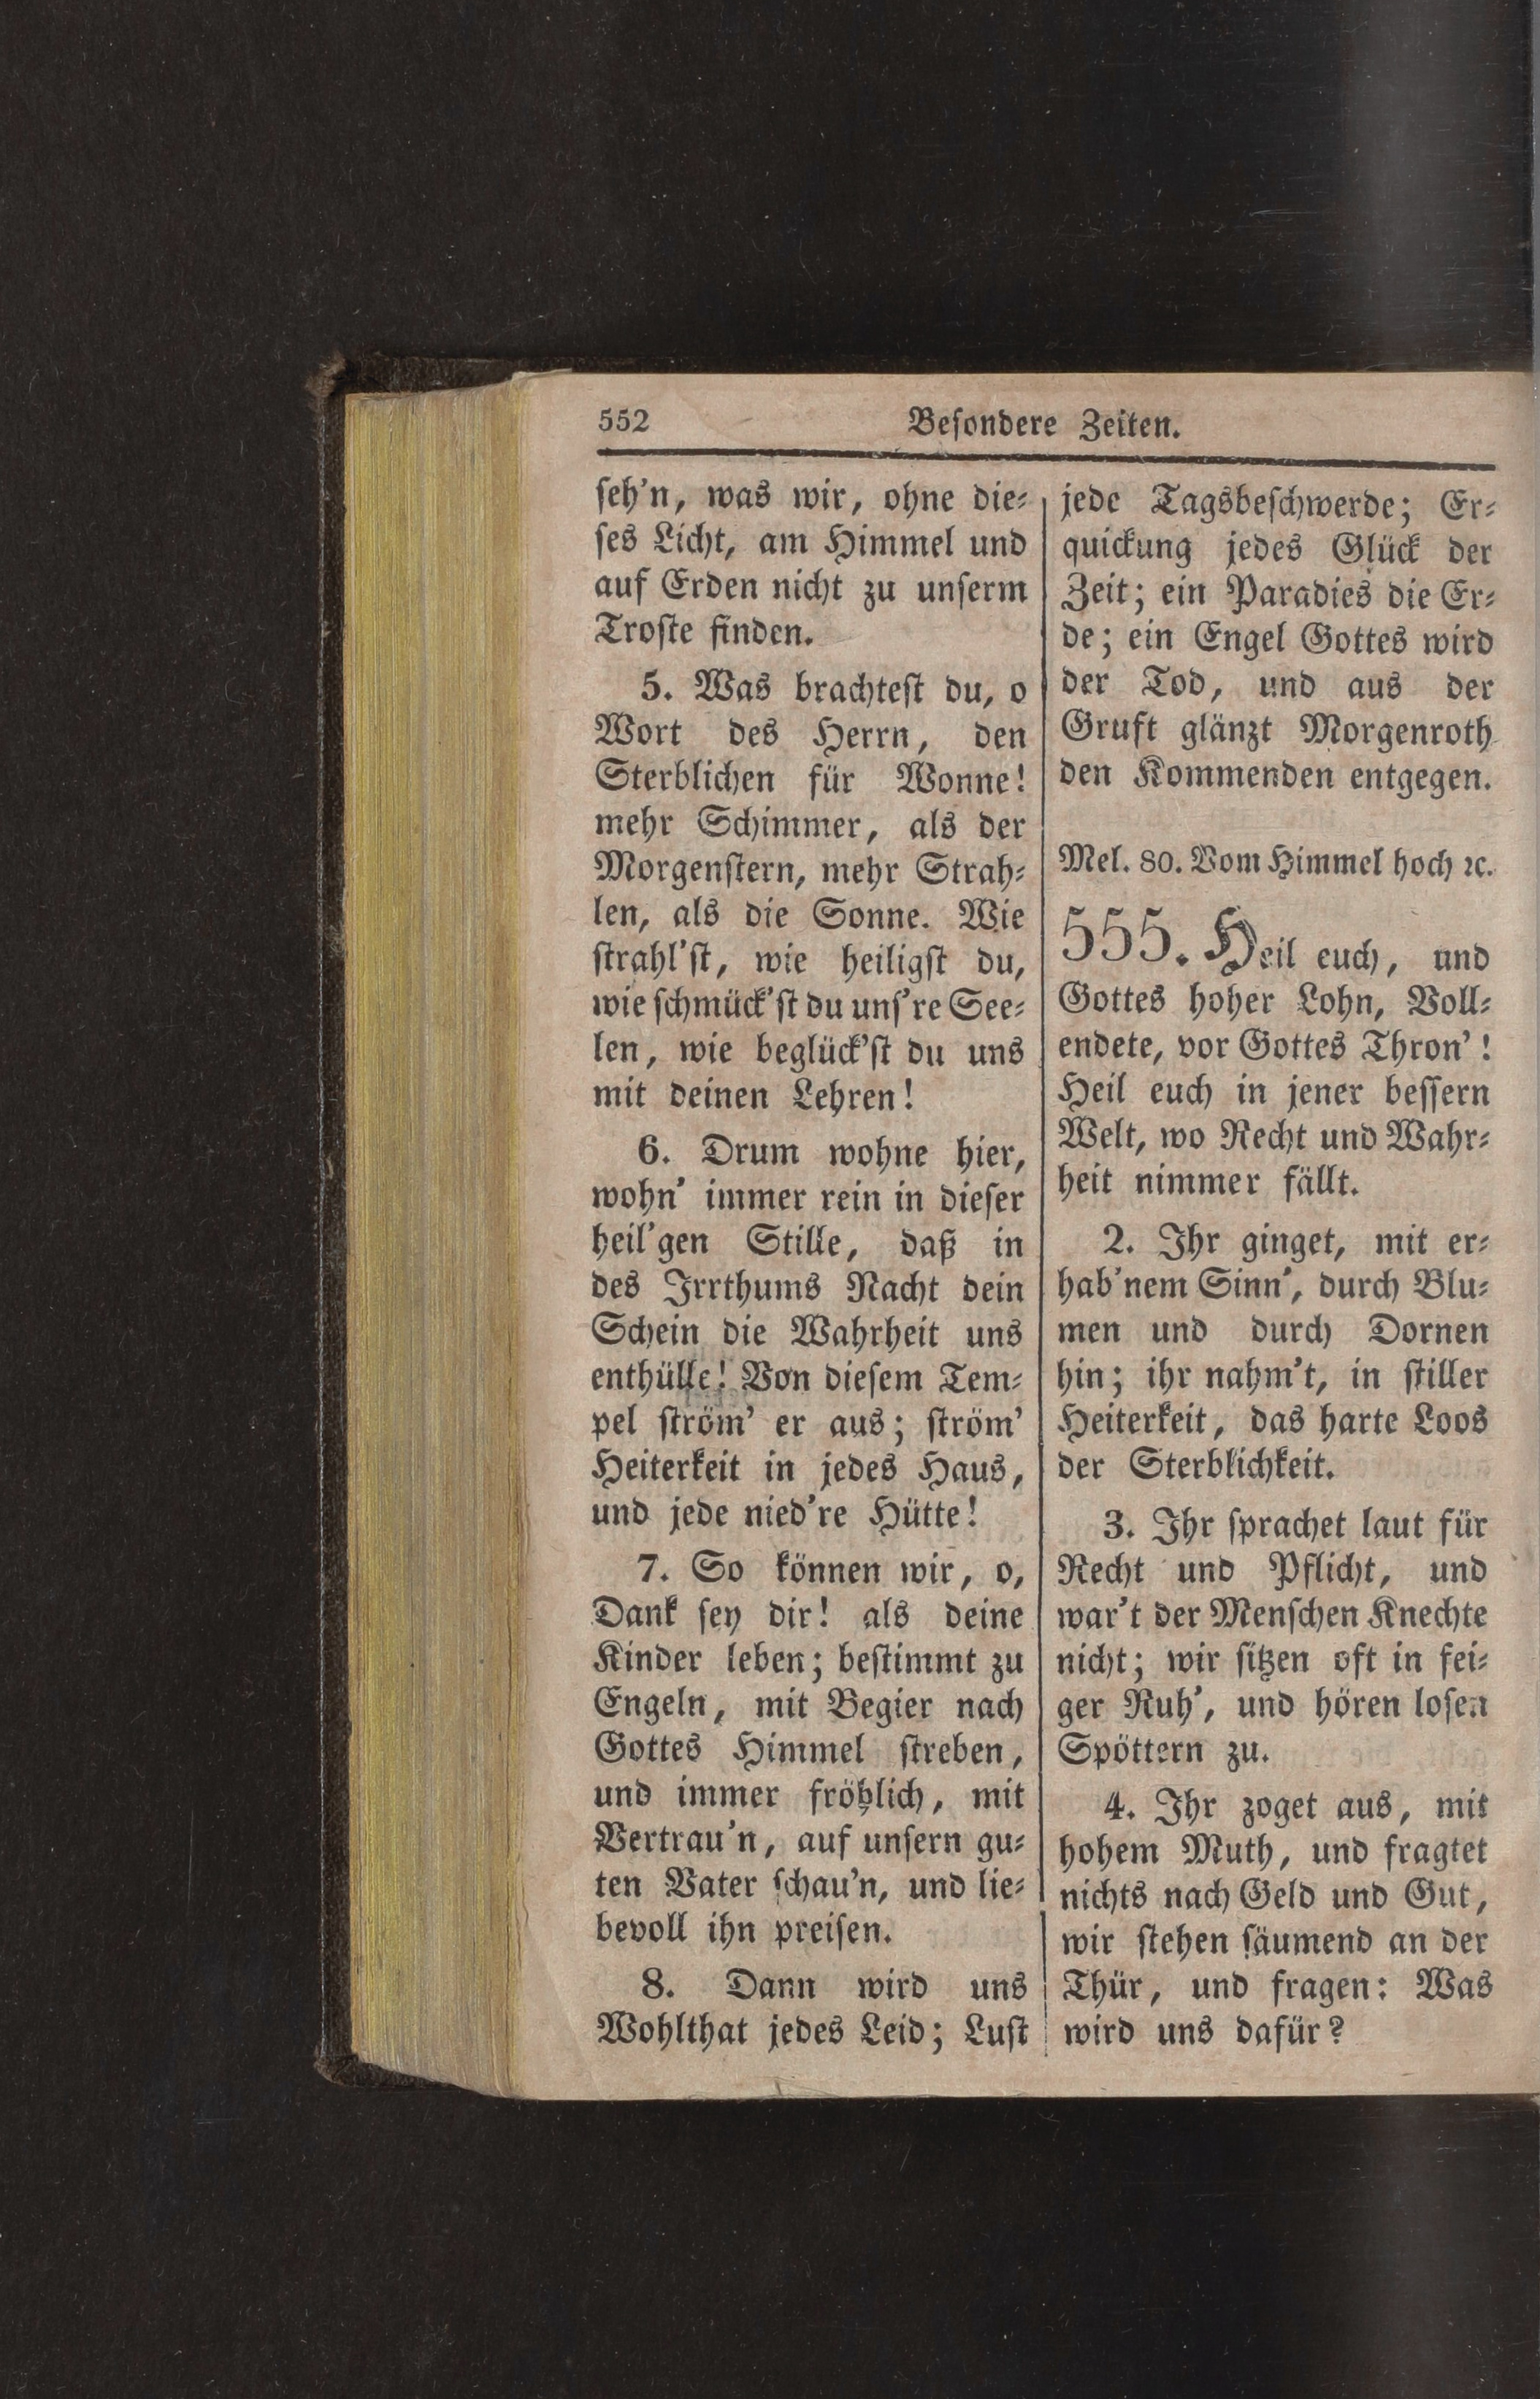 552 Besondere Zeiten.
seh'n, was wir, ohne die⸗
ses Licht, am Himmel und
auf Erden nicht zu unserm
Troste finden.
5. Was brachtest du, o
Wort des Herrn, den
Sterblichen für Wonne!
mehr Schimmer, als der
Morgenstern, mehr Strah⸗
len, als die Sonne. Wie
strahl'st, wie heiligst du,
wie schmück'st du uns're See⸗
len, wie beglück'st du uns
mit deinen Lehren!
6. Drum wohne hier,
wohn' immer rein in dieser
heil'gen Stille, daß in
des Irrthums Nacht dein
Schein die Wahrheit uns
enthülle! Von diesem Tem⸗
pel ström' er aus; ström'
Heiterkeit in jedes Haus,
und jede nied're Hütte!
7. So können wir, o,
Dank sey dir! als deine
Kinder leben; bestimmt zu
Engeln, mit Begier nach
Gottes Himmel streben,
und immer fröhlich, mit
Vertrau'n, auf unsern gu⸗
ten Vater schau'n, und lie⸗
bevoll ihn preisen.
8. Dann wird uns
Wohlthat jedes Leid; Lust
jede Tagsbeschwerde; Er⸗
quickung jedes Glück der
Zeit; ein Paradies die Er⸗
de; ein Engel Gottes wird
der Tod, und aus der
Gruft glänzt Morgenroth
den Kommenden entgegen.
Mel. 80. Vom Himmel hoch ꝛc.
555. Heil euch, und
Gottes hoher Lohn, Voll⸗
endete, vor Gottes Thron'!
Heil euch in jener bessern
Welt, wo Recht und Wahr⸗
heit nimmer fällt.
2. Ihr ginget, mit er⸗
hab'nem Sinn', durch Blu⸗
men und durch Dornen
hin; ihr nahm't, in stiller
Heiterkeit, das harte Loos
der Sterblichkeit.
3. Ihr sprachet laut für
Recht und Pflicht, und
war't der Menschen Knechte
nicht; wir sitzen oft in fei⸗
ger Ruh', und hören losen
Spöttern zu.
4. Ihr zoget aus, mit
hohem Muth, und fragtet
nichts nach Geld und Gut,
wir stehen säumend an der
Thür, und fragen: Was
wird uns dafür?